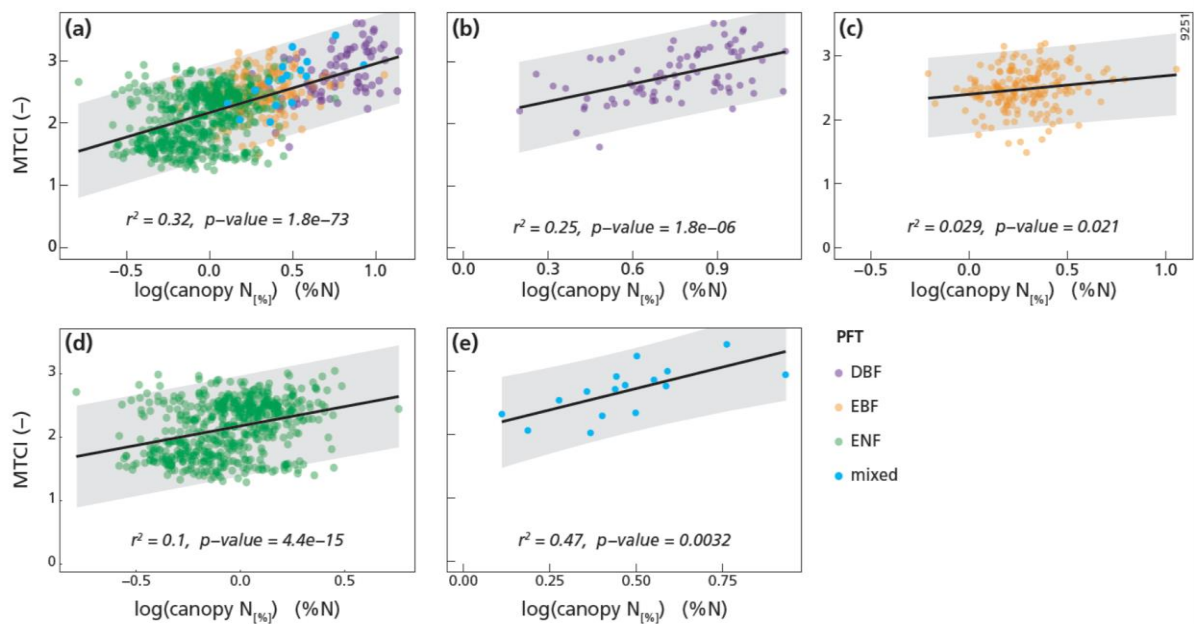 (a)
3
2
1
0
MTCI (–)
r² = 0.32, p−value = 1.8e−73
−0.5 0.0 0.5 1.0
log(canopy N[%]) (%N)
(b)
r² = 0.25, p−value = 1.8e−06
0.0 0.3 0.6 0.9
log(canopy N[%]) (%N)
(c)
9251
3
2
1
0
r² = 0.029, p−value = 0.021
−0.5 0.0 0.5 1.0
log(canopy N[%]) (%N)
(d)
3
2
1
0
MTCI (–)
r² = 0.1, p−value = 4.4e−15
−0.5 0.0 0.5
log(canopy N[%]) (%N)
(e)
r² = 0.47, p−value = 0.0032
0.00 0.25 0.50 0.75
log(canopy N[%]) (%N)
PFT
DBF
EBF
ENF
mixed